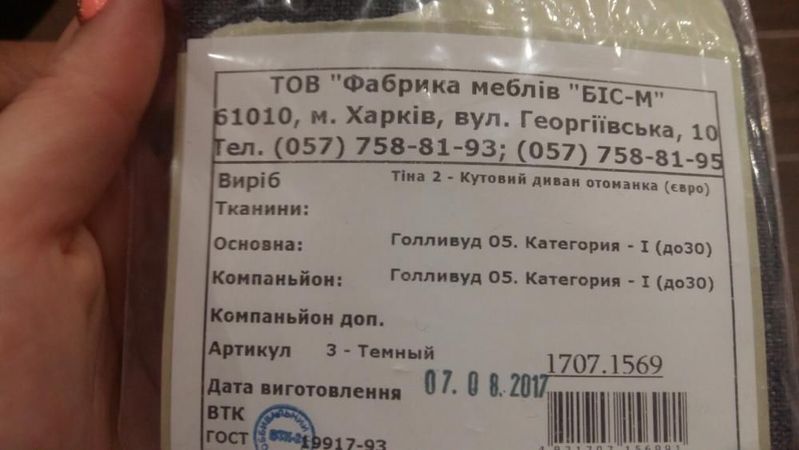 ТОВ "Фабрика меблів "БІС-М"
61010, м. Харків, вул. Георгіївська, 10
Тел. (057) 758-81-93; (057) 758-81-95
Виріб Тіна 2 - Кутовий диван отоманка (євро)
Тканини:
Основна: Голливуд 05. Категория - I (до30)
Компаньйон: Голливуд 05. Категория - I (до30)
Компаньйон доп.
Артикул 3 - Темный
1707.1569
Дата виготовлення 07.08.2017
ВТК
ГОСТ 19917-93